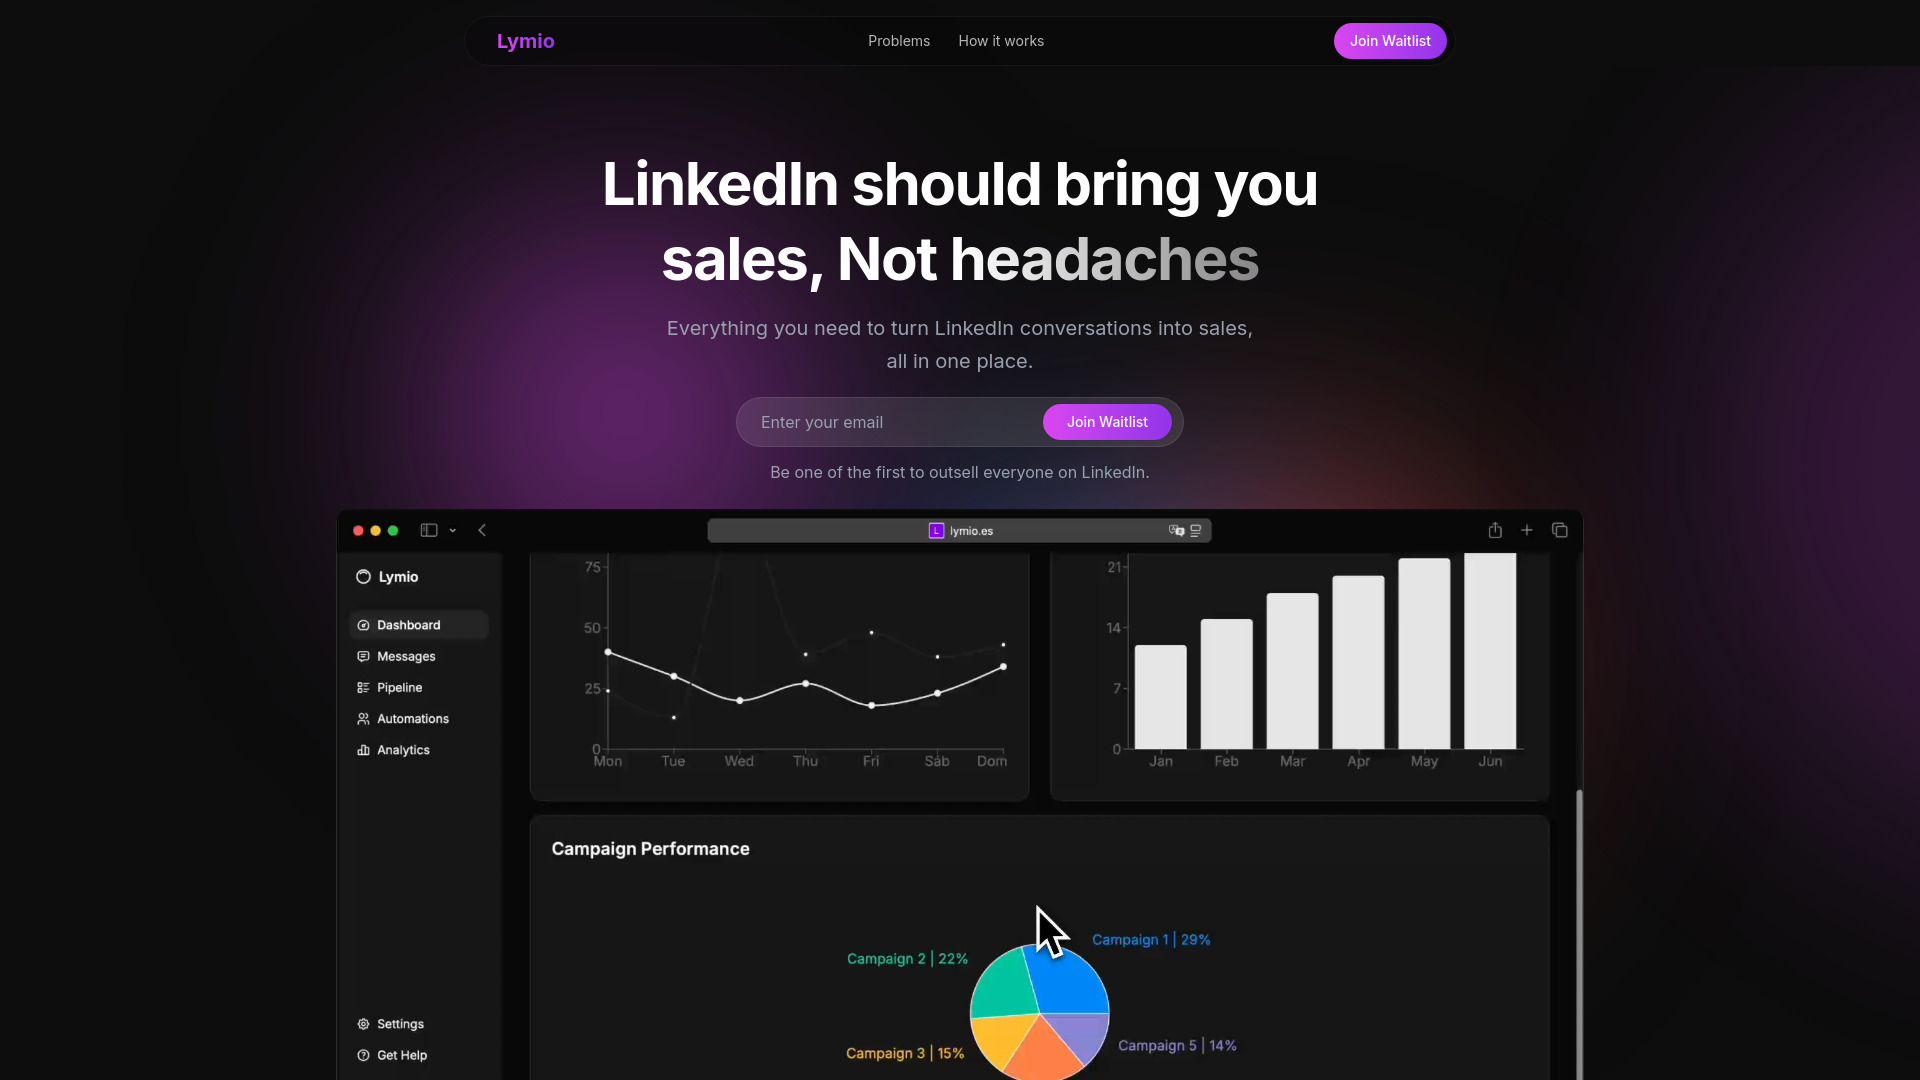 Lymio
Problems
How it works
Join Waitlist
LinkedIn should bring you
sales, Not headaches
Everything you need to turn LinkedIn conversations into sales,
all in one place.
Enter your email
Join Waitlist
Be one of the first to outsell everyone on LinkedIn.
L
lymio.es
Lymio
Dashboard
Messages
Pipeline
Automations
Analytics
Settings
Get Help
75
50
25
0
Mon Tue Wed Thu Fri Sáb Dom
21
14
7
0
Jan Feb Mar Apr May Jun
Campaign Performance
Campaign 1 | 29%
Campaign 2 | 22%
Campaign 3 | 15%
Campaign 5 | 14%